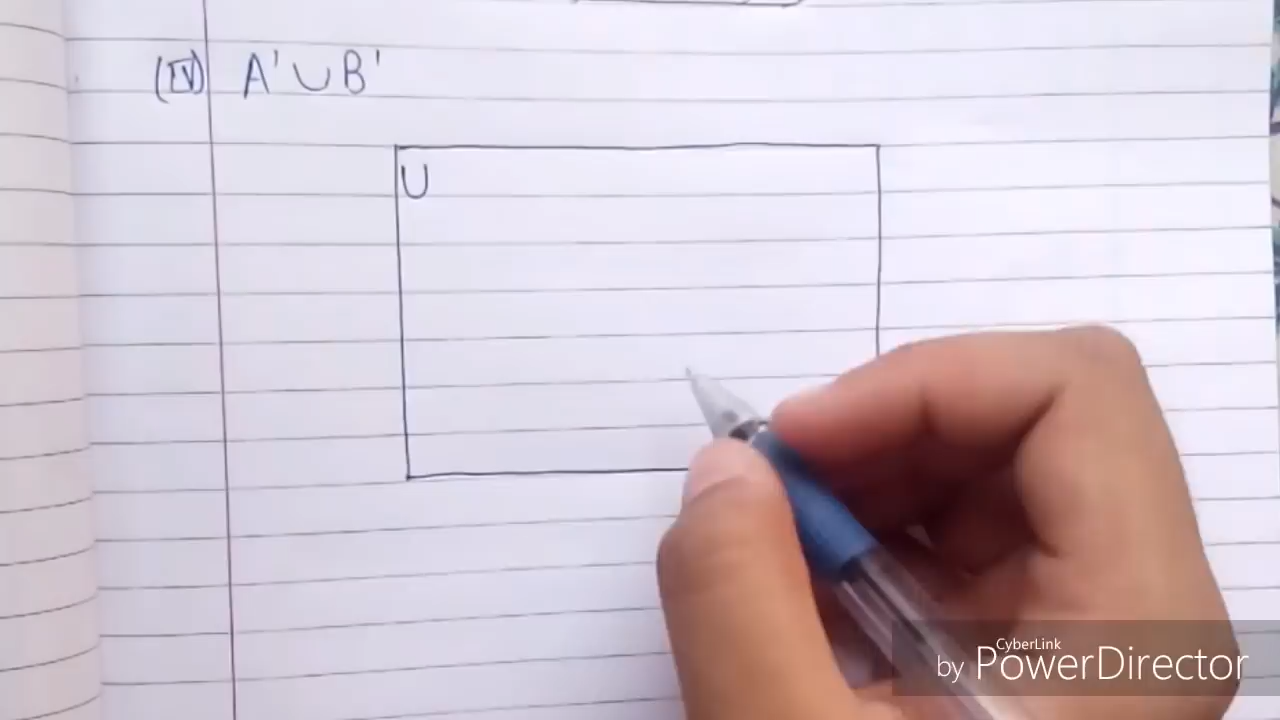 (IV) A' ∪ B'
U
CyberLink
by PowerDirector